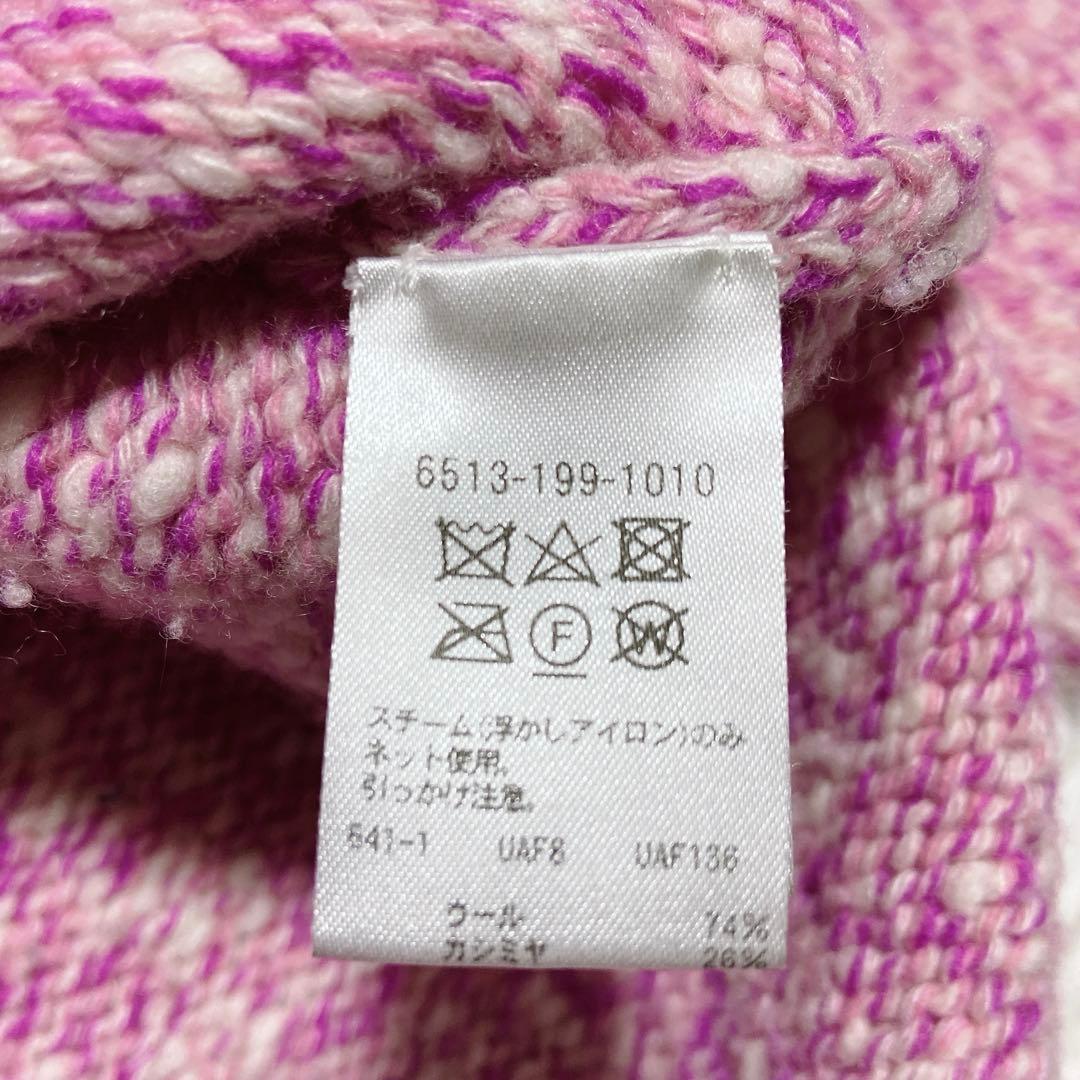 6513-199-1010
F W
スチーム(浮かしアイロン)のみ
ネット使用。
引っかけ注意。
641-1 UAF8 UAF136
ウール 74%
カシミヤ 26%